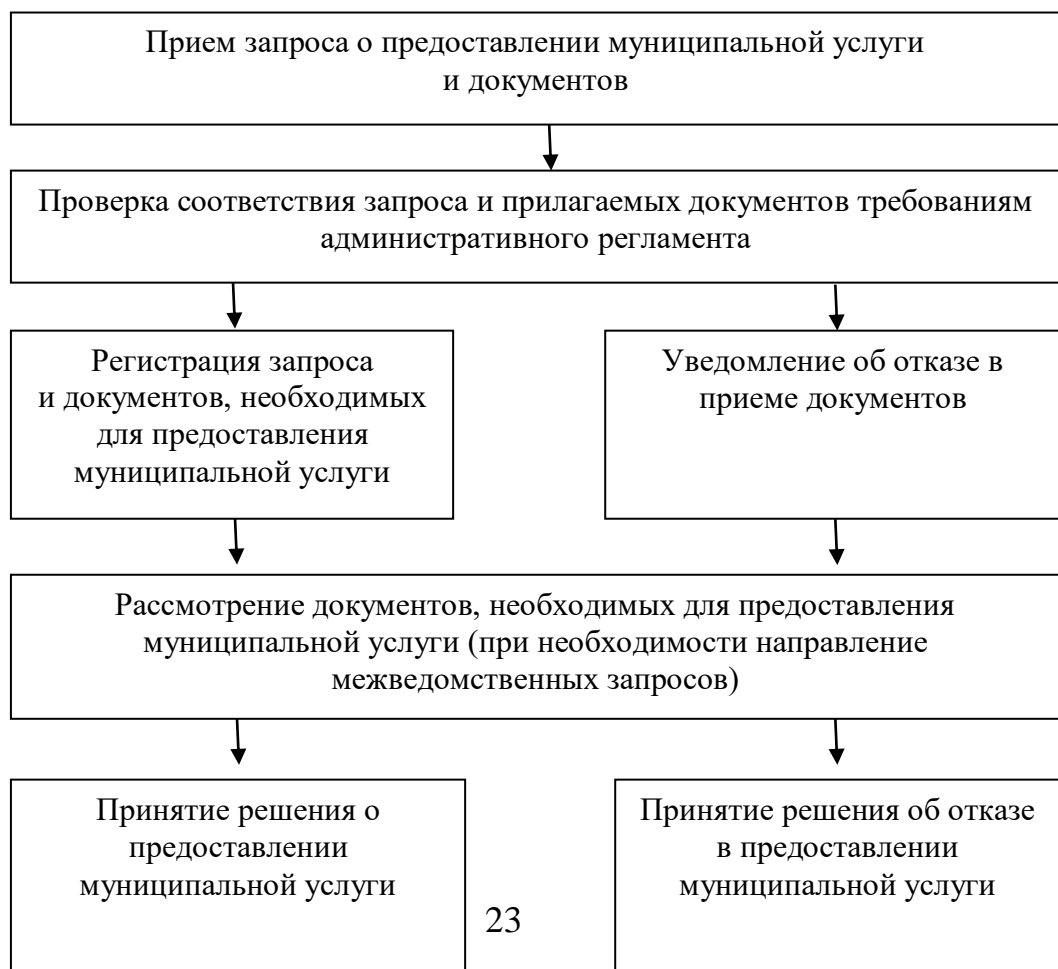 Прием запроса о предоставлении муниципальной услуги
и документов
Проверка соответствия запроса и прилагаемых документов требованиям
административного регламента
Регистрация запроса
и документов, необходимых
для предоставления
муниципальной услуги
Уведомление об отказе в
приеме документов
Рассмотрение документов, необходимых для предоставления
муниципальной услуги (при необходимости направление
межведомственных запросов)
Принятие решения о
предоставлении
муниципальной услуги
Принятие решения об отказе
в предоставлении
муниципальной услуги
23